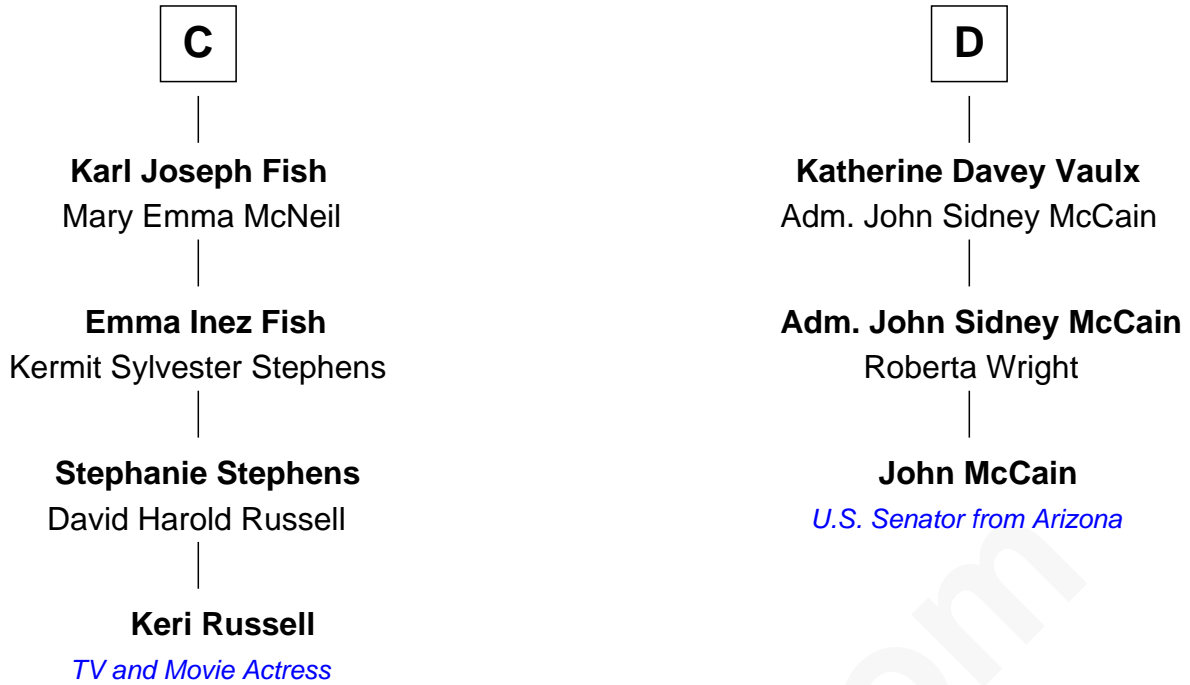 C
Karl Joseph Fish
Mary Emma McNeil
Emma Inez Fish
Kermit Sylvester Stephens
Stephanie Stephens
David Harold Russell
Keri Russell
TV and Movie Actress
D
Katherine Davey Vaulx
Adm. John Sidney McCain
Adm. John Sidney McCain
Roberta Wright
John McCain
U.S. Senator from Arizona
om